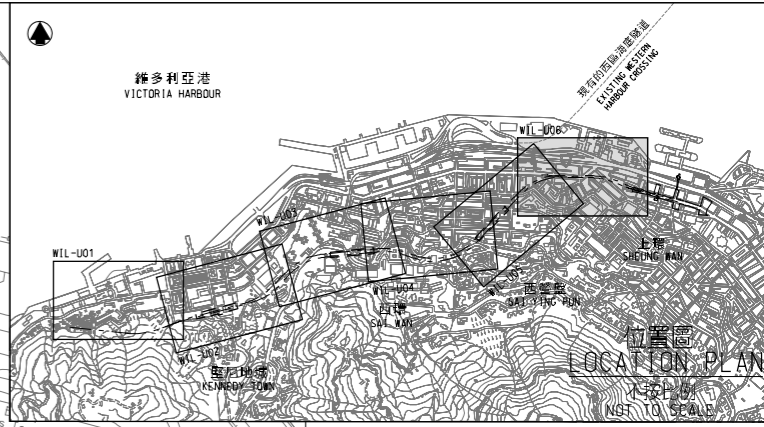 維多利亞港
VICTORIA HARBOUR
現有的西區海底隧道
EXISTING WESTERN
HARBOUR CROSSING
WIL-U06
WIL-U03
WIL-U01
上環
SHEUNG WAN
WIL-U04
西環
SAI WAN
西營盤
SAI YING PUN
WIL-U02
堅尼地城
KENNEDY TOWN
位置圖
LOCATION PLAN
不按比例
NOT TO SCALE